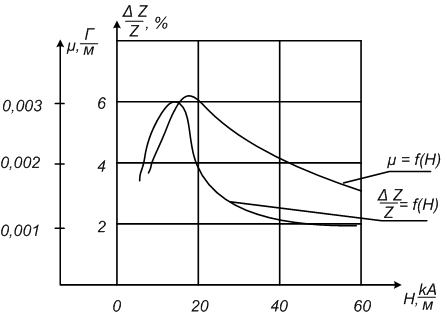 μ, Г/м
ΔZ/Z, %
0,003
6
0,002
4
μ = f(H)
ΔZ/Z = f(H)
0,001
2
0
20
40
60
H, kA/м